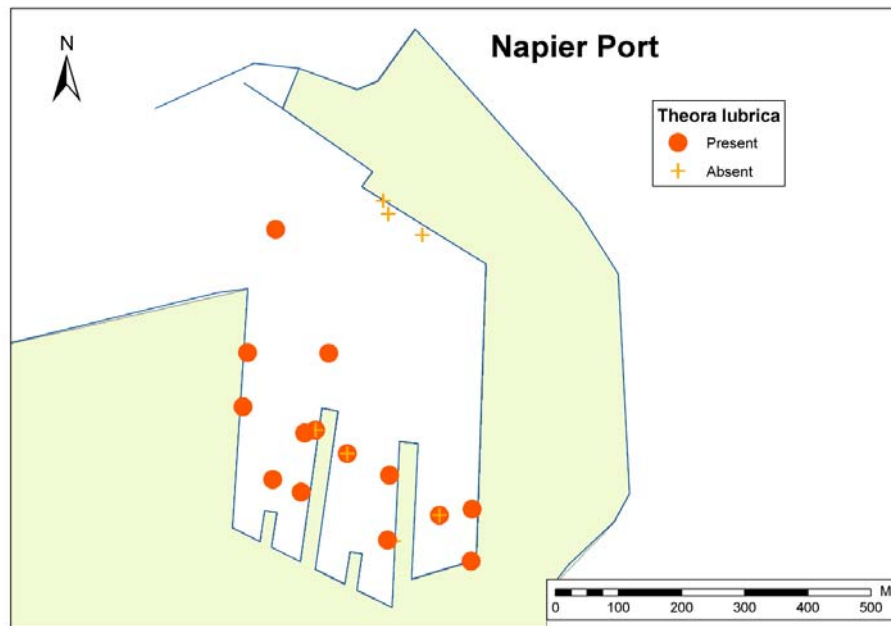 Napier Port
N
Theora lubrica
Present
Absent
M
0 100 200 300 400 500